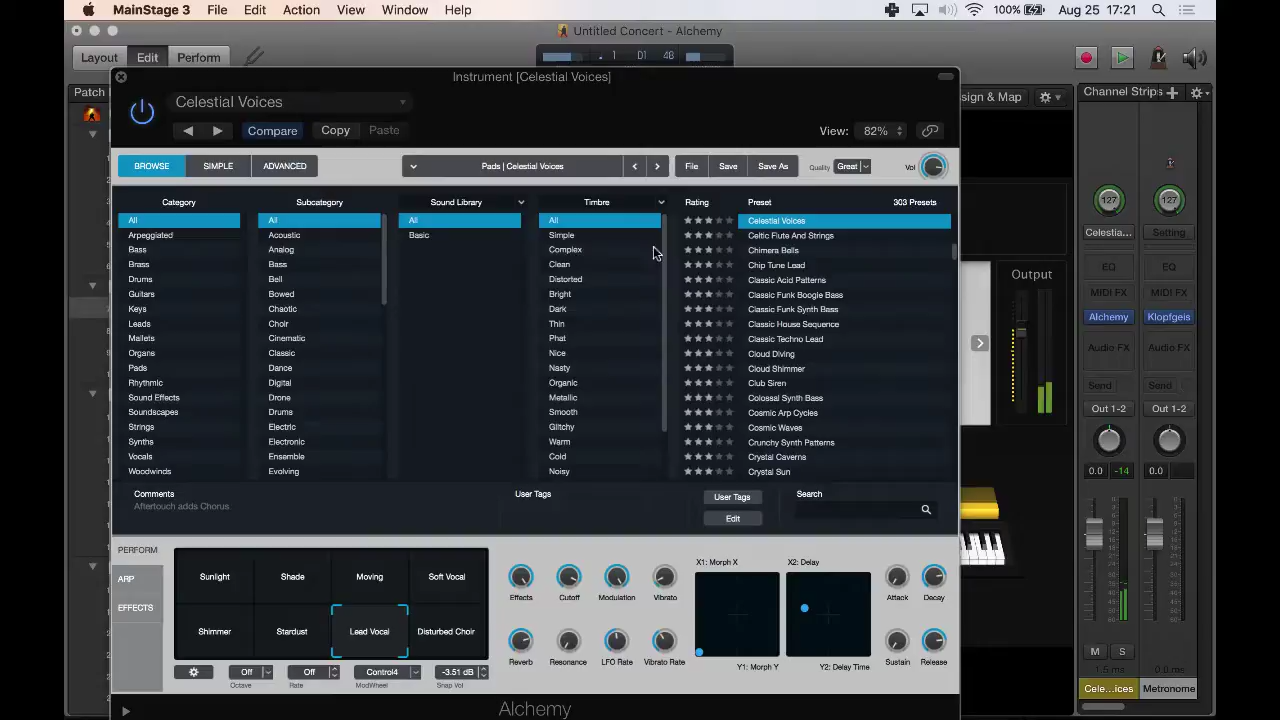 MainStage 3 File Edit Action View Window Help 100% Aug 25 17:21
Untitled Concert - Alchemy
Layout Edit Perform
1 D1 48
Instrument [Celestial Voices]
Channel Strips
Celestial Voices
Compare Copy Paste
View: 82%
BROWSE SIMPLE ADVANCED
Pads | Celestial Voices
File Save Save As
Quality Great
Vol
Category
All
Arpeggiated
Bass
Brass
Drums
Guitars
Keys
Leads
Mallets
Organs
Pads
Rhythmic
Sound Effects
Soundscapes
Strings
Synths
Vocals
Woodwinds
Subcategory
All
Acoustic
Analog
Bass
Bell
Bowed
Chaotic
Choir
Cinematic
Classic
Dance
Digital
Drone
Drums
Electric
Electronic
Ensemble
Evolving
Sound Library
All
Basic
Timbre
All
Simple
Complex
Clean
Distorted
Bright
Dark
Thin
Phat
Nice
Nasty
Organic
Metallic
Smooth
Glitchy
Warm
Cold
Noisy
Rating
Preset 303 Presets
Celestial Voices
Celtic Flute And Strings
Chimera Bells
Chip Tune Lead
Classic Acid Patterns
Classic Funk Boogie Bass
Classic Funk Synth Bass
Classic House Sequence
Classic Techno Lead
Cloud Diving
Cloud Shimmer
Club Siren
Colossal Synth Bass
Cosmic Arp Cycles
Cosmic Waves
Crunchy Synth Patterns
Crystal Caverns
Crystal Sun
Comments
Aftertouch adds Chorus
User Tags
User Tags
Edit
Search
PERFORM
ARP
EFFECTS
Sunlight Shade Moving Soft Vocal
Shimmer Stardust Lead Vocal Disturbed Choir
Off Off Control4 -3.51 dB
Octave Rate ModWheel Snap Vol
Effects Cutoff Modulation Vibrato
Reverb Resonance LFO Rate Vibrato Rate
X1: Morph X
Y1: Morph Y
X2: Delay
Y2: Delay Time
Attack Decay
Sustain Release
Alchemy
Output
127 127
Celestia... Setting
EQ EQ
MIDI FX MIDI FX
Alchemy Klopfgeis
Audio FX Audio FX
Send Send
Out 1-2 Out 1-2
0.0 -14 0.0
M S
1.5 ms 0.0 ms
Cele...ices Metronome